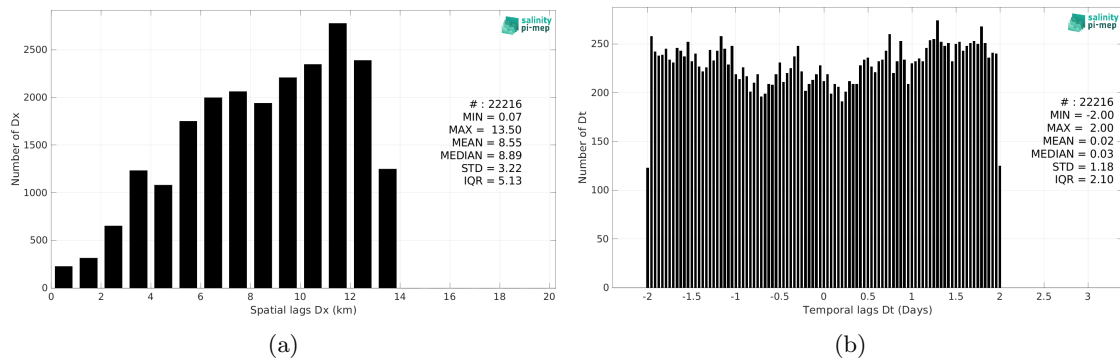 salinity
pi-mep
2500
2000
1500
1000
500
0
Number of Dx
# : 22216
MIN = 0.07
MAX = 13.50
MEAN = 8.55
MEDIAN = 8.89
STD = 3.22
IQR = 5.13
0 2 4 6 8 10 12 14 16 18 20
Spatial lags Dx (km)
(a)
salinity
pi-mep
250
200
150
100
50
0
Number of Dt
# : 22216
MIN = -2.00
MAX = 2.00
MEAN = 0.02
MEDIAN = 0.03
STD = 1.18
IQR = 2.10
-2 -1.5 -1 -0.5 0 0.5 1 1.5 2 2.5 3
Temporal lags Dt (Days)
(b)